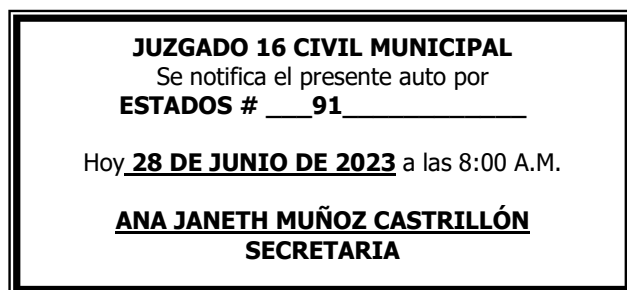 JUZGADO 16 CIVIL MUNICIPAL
Se notifica el presente auto por
ESTADOS # ___91____________
Hoy 28 DE JUNIO DE 2023 a las 8:00 A.M.
ANA JANETH MUÑOZ CASTRILLÓN
SECRETARIA